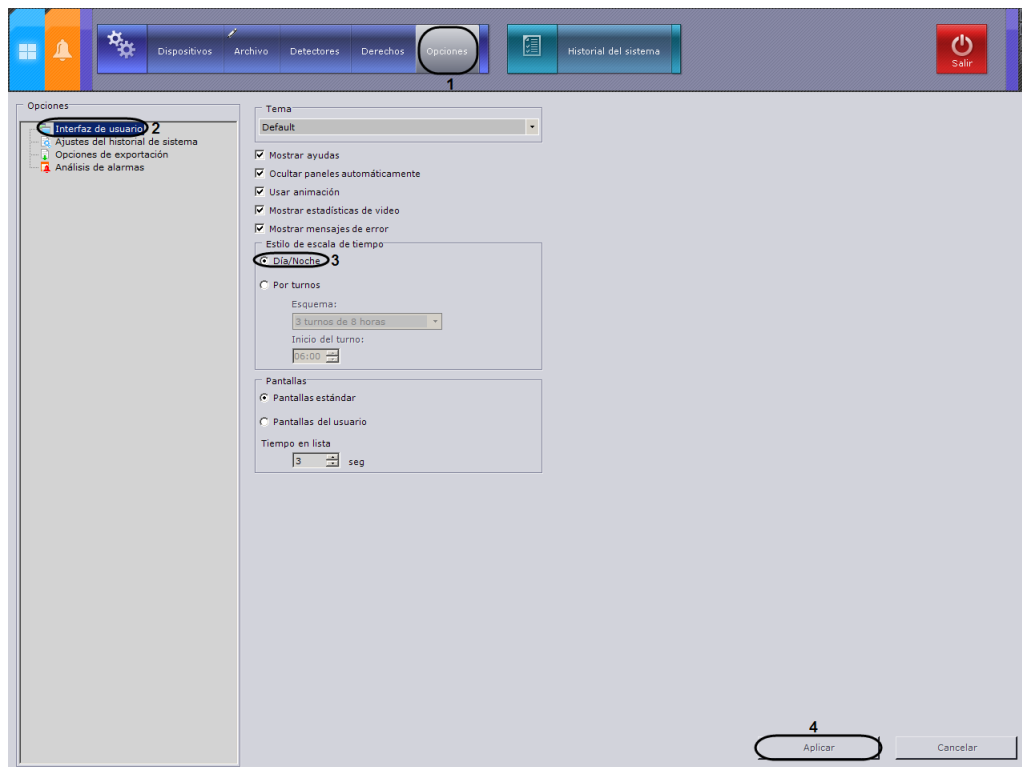 Dispositivos Archivo Detectores Derechos Opciones Historial del sistema Salir
1
Opciones
Interfaz de usuario 2
Ajustes del historial de sistema
Opciones de exportación
Análisis de alarmas
Tema
Default
Mostrar ayudas
Ocultar paneles automáticamente
Usar animación
Mostrar estadísticas de video
Mostrar mensajes de error
Estilo de escala de tiempo
Día/Noche 3
Por turnos
Esquema:
3 turnos de 8 horas
Inicio del turno:
06:00
Pantallas
Pantallas estándar
Pantallas del usuario
Tiempo en lista
3 seg
4
Aplicar Cancelar